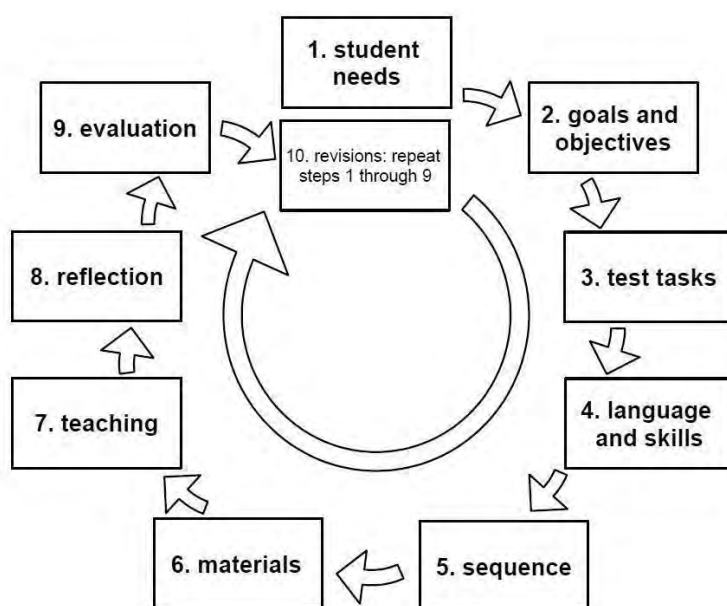 1. student
needs
2. goals and
objectives
3. test tasks
4. language
and skills
5. sequence
6. materials
7. teaching
8. reflection
9. evaluation
10. revisions: repeat
steps 1 through 9